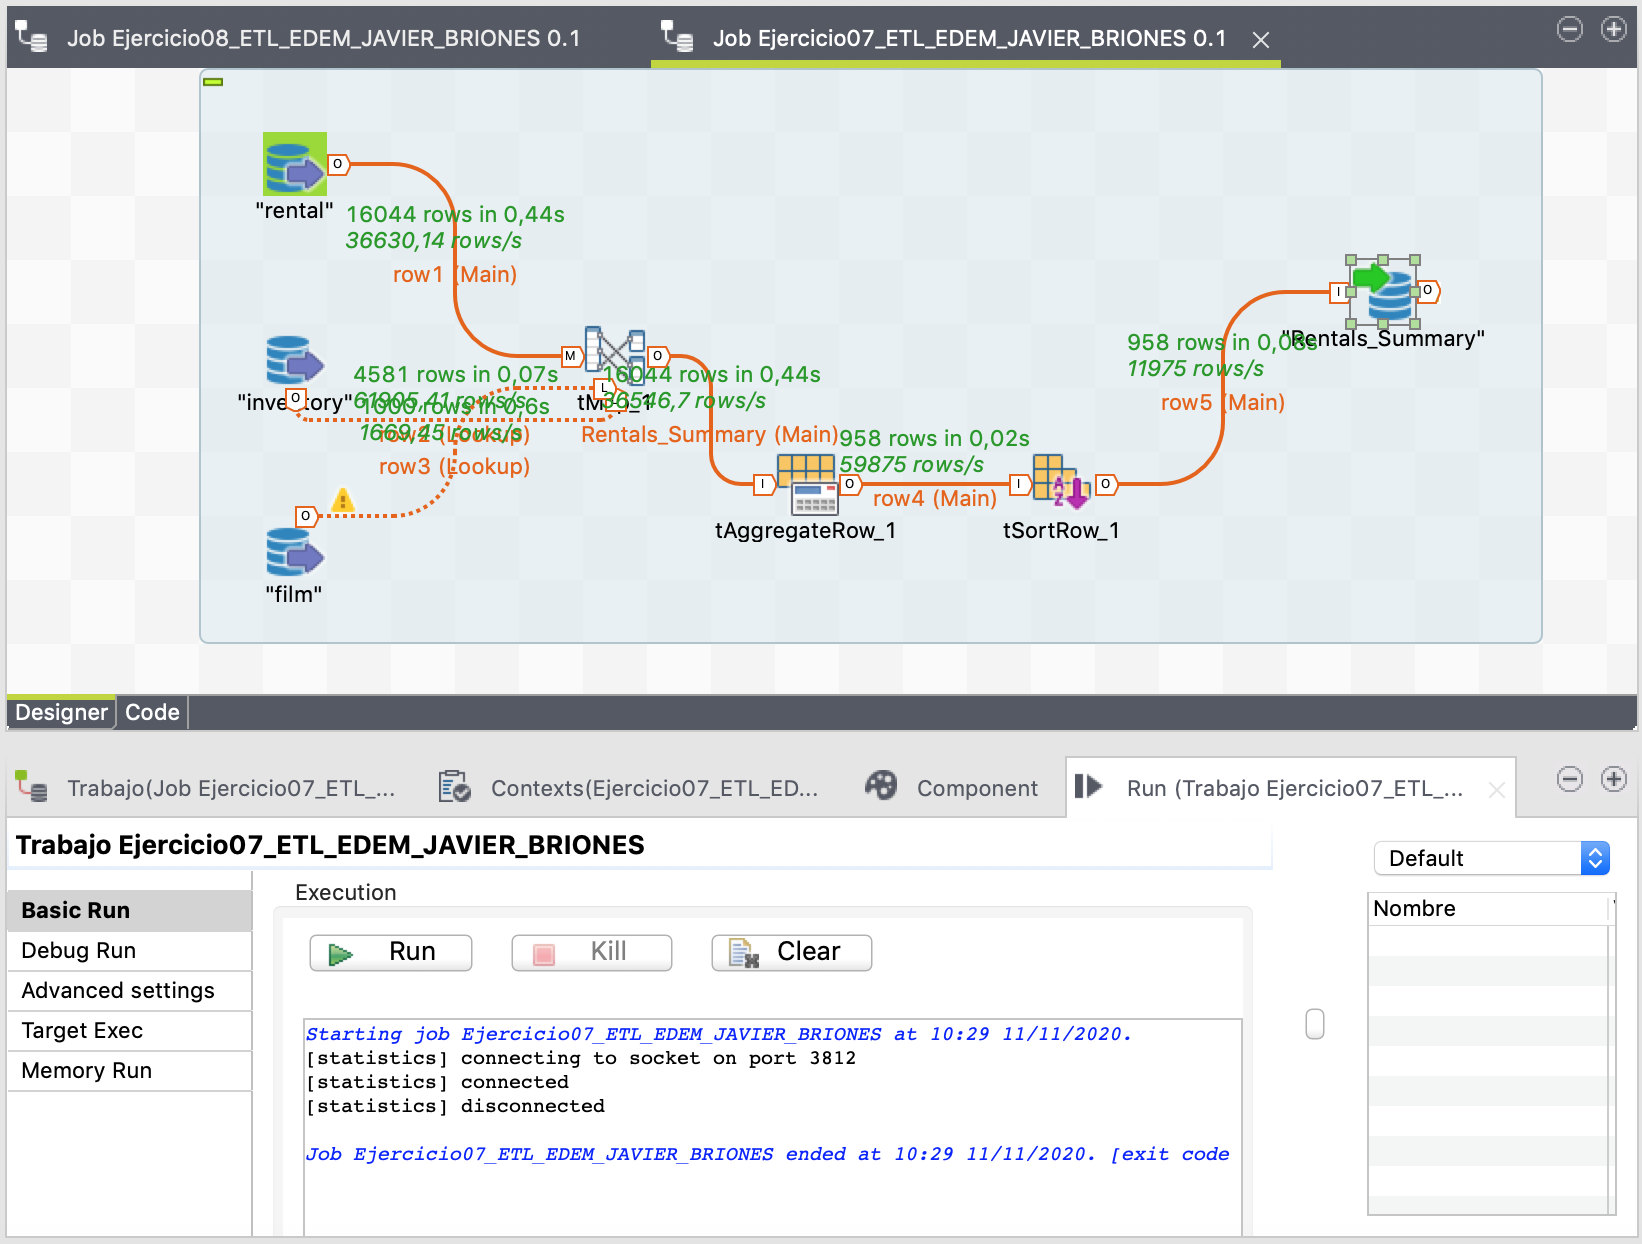 Job Ejercicio08_ETL_EDEM_JAVIER_BRIONES 0.1
Job Ejercicio07_ETL_EDEM_JAVIER_BRIONES 0.1
O
"rental"
16044 rows in 0,44s
36630,14 rows/s
row1 (Main)
I
O
"Rentals_Summary"
958 rows in 0,08s
11975 rows/s
row5 (Main)
M
O
L
tMap_1
"inventory"
O
4581 rows in 0,07s
61905,41 rows/s
row2 (Lookup)
1000 rows in 0,6s
1669,45 rows/s
row3 (Lookup)
16044 rows in 0,44s
36546,7 rows/s
Rentals_Summary (Main)
958 rows in 0,02s
59875 rows/s
row4 (Main)
I
O
I
O
tAggregateRow_1
tSortRow_1
O
"film"
Designer
Code
Trabajo(Job Ejercicio07_ETL_...
Contexts(Ejercicio07_ETL_ED...
Component
Run (Trabajo Ejercicio07_ETL_...
Trabajo Ejercicio07_ETL_EDEM_JAVIER_BRIONES
Default
Basic Run
Debug Run
Advanced settings
Target Exec
Memory Run
Execution
Run
Kill
Clear
Nombre
Starting job Ejercicio07_ETL_EDEM_JAVIER_BRIONES at 10:29 11/11/2020.
[statistics] connecting to socket on port 3812
[statistics] connected
[statistics] disconnected
Job Ejercicio07_ETL_EDEM_JAVIER_BRIONES ended at 10:29 11/11/2020. [exit code